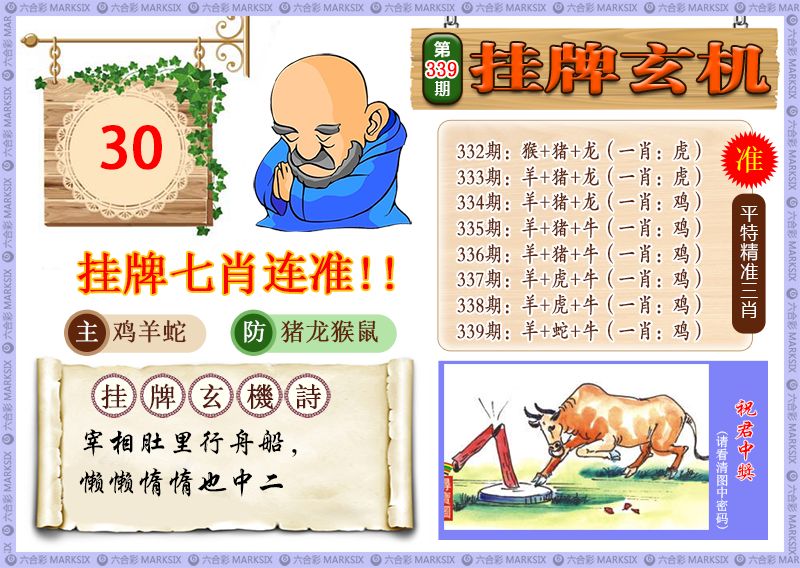 六合彩 MARKSIX
第
339
期
挂牌玄机
30
挂牌七肖连准!!
主 鸡羊蛇
防 猪龙猴鼠
挂牌玄機詩
宰相肚里行舟船，
懒懒惰惰也中二
332期：猴+猪+龙（一肖：虎）
333期：羊+猪+龙（一肖：虎）
334期：羊+猪+龙（一肖：鸡）
335期：羊+猪+牛（一肖：鸡）
336期：羊+猪+牛（一肖：鸡）
337期：羊+虎+牛（一肖：鸡）
338期：羊+虎+牛（一肖：鸡）
339期：羊+蛇+牛（一肖：鸡）
准
平特精准三肖
祝君中奖
（请看清图中密码）